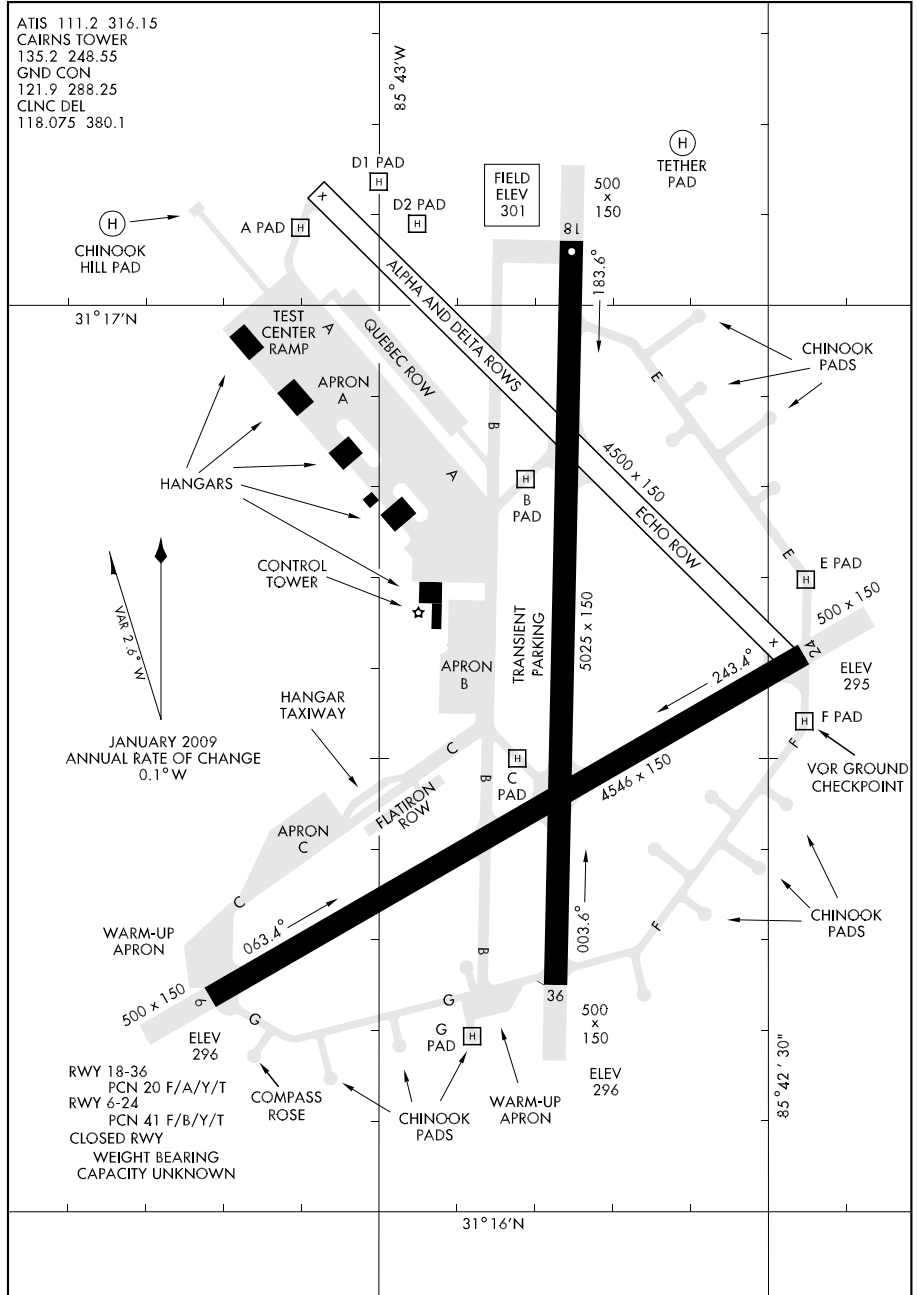 ATIS 111.2 316.15
CAIRNS TOWER
135.2 248.55
GND CON
121.9 288.25
CLNC DEL
118.075 380.1
85°43'W
H
TETHER
PAD
D1 PAD
H
FIELD
ELEV
301
500
x
150
D2 PAD
H
A PAD H
x
H
CHINOOK
HILL PAD
18
183.6°
ALPHA AND DELTA ROWS
31°17'N
TEST
CENTER
RAMP
A
QUEBEC ROW
CHINOOK
PADS
E
APRON
A
B
4500 x 150
HANGARS
A
H
B
PAD
ECHO ROW
E
E PAD
H
CONTROL
TOWER
VAR 2.6° W
TRANSIENT
PARKING
5025 x 150
500 x 150
x
24
APRON
B
243.4°
ELEV
295
HANGAR
TAXIWAY
H F PAD
JANUARY 2009
ANNUAL RATE OF CHANGE
0.1° W
C
F
H
C
PAD
B
4546 x 150
VOR GROUND
CHECKPOINT
FLATIRON
ROW
APRON
C
C
063.4°
003.6°
F
CHINOOK
PADS
WARM-UP
APRON
B
500 x 150
6
36
G
G
G
PAD
H
500
x
150
ELEV
296
ELEV
296
RWY 18-36
PCN 20 F/A/Y/T
RWY 6-24
PCN 41 F/B/Y/T
CLOSED RWY
WEIGHT BEARING
CAPACITY UNKNOWN
COMPASS
ROSE
CHINOOK
PADS
WARM-UP
APRON
85°42' 30"
31°16'N